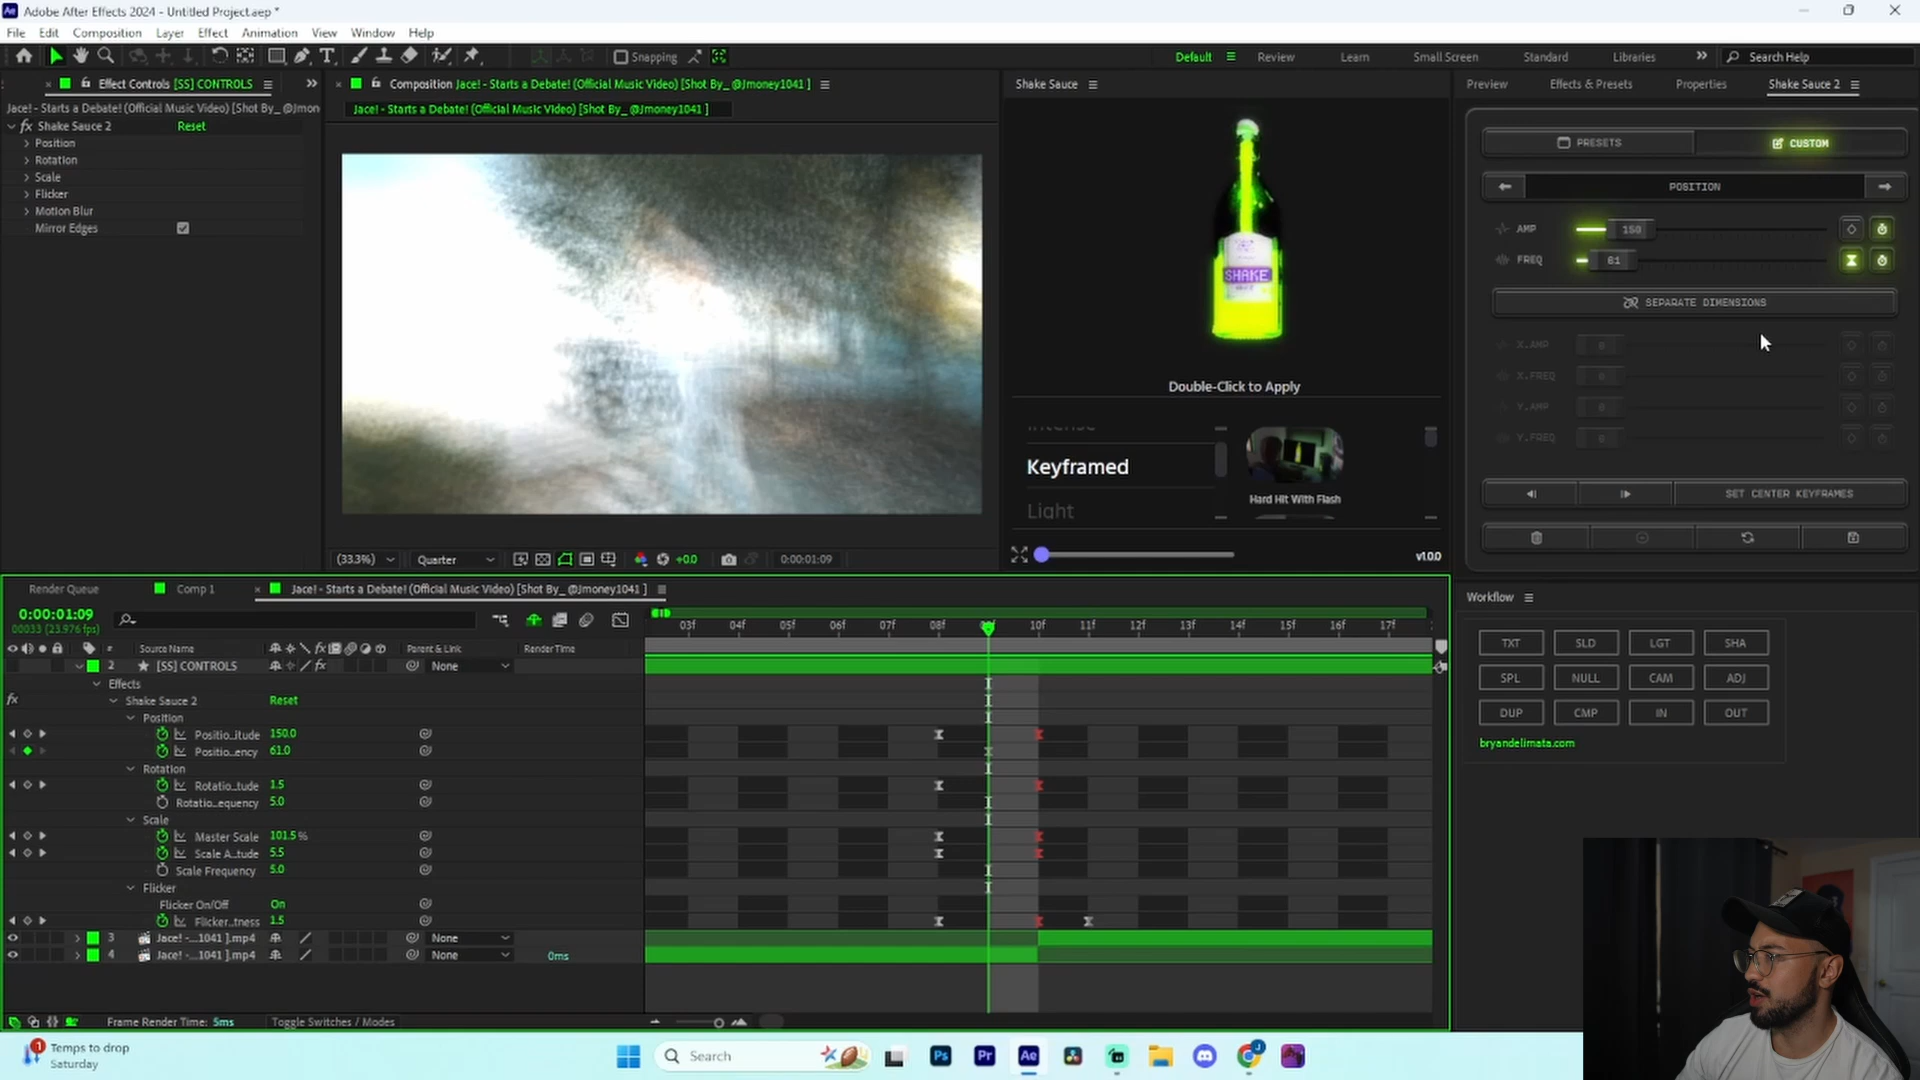 Adobe After Effects 2024 - Untitled Project.aep *
File Edit Composition Layer Effect Animation View Window Help
Snapping
Default Review Learn Small Screen Standard Libraries Search Help
Effect Controls [SS] CONTROLS
Composition Jace! - Starts a Debate! (Official Music Video) [Shot By_ @Jmoney1041 ]
Shake Sauce
Preview Effects & Presets Properties Shake Sauce 2
Jace! - Starts a Debate! (Official Music Video) [Shot By_ @Jmon
Jace! - Starts a Debate! (Official Music Video) [Shot By_ @Jmoney1041 ]
fx Shake Sauce 2 Reset
Position
Rotation
Scale
Flicker
Motion Blur
Mirror Edges
SHAKE
Double-Click to Apply
Intense
Keyframed
Light
Hard Hit With Flash
v1.0.0
PRESETS CUSTOM
POSITION
AMP 150
FREQ 61
SEPARATE DIMENSIONS
X.AMP 0
X.FREQ 0
Y.AMP 0
Y.FREQ 0
SET CENTER KEYFRAMES
(33.3%) Quarter +0.0 0:00:01:09
Render Queue Comp 1 Jace! - Starts a Debate! (Official Music Video) [Shot By_ @Jmoney1041 ]
0:00:01:09
00033 (23.976 fps)
03f 04f 05f 06f 07f 08f 10f 11f 12f 13f 14f 15f 16f 17f
# Source Name fx Parent & Link Render Time
2 [SS] CONTROLS fx None
Effects
fx Shake Sauce 2 Reset
Position
Positio...itude 150.0
Positio...ency 61.0
Rotation
Rotatio...tude 1.5
Rotatio...equency 5.0
Scale
Master Scale 101.5%
Scale A...tude 5.5
Scale Frequency 5.0
Flicker
Flicker On/Off On
Flicker...tness 1.5
3 Jace! -...1041 ].mp4 None
4 Jace! -...1041 ].mp4 None 0ms
Frame Render Time: 5ms Toggle Switches / Modes
Workflow
TXT SLD LGT SHA
SPL NULL CAM ADJ
DUP CMP IN OUT
bryandelimata.com
1
Temps to drop
Saturday
Search
Ps Pr Ae